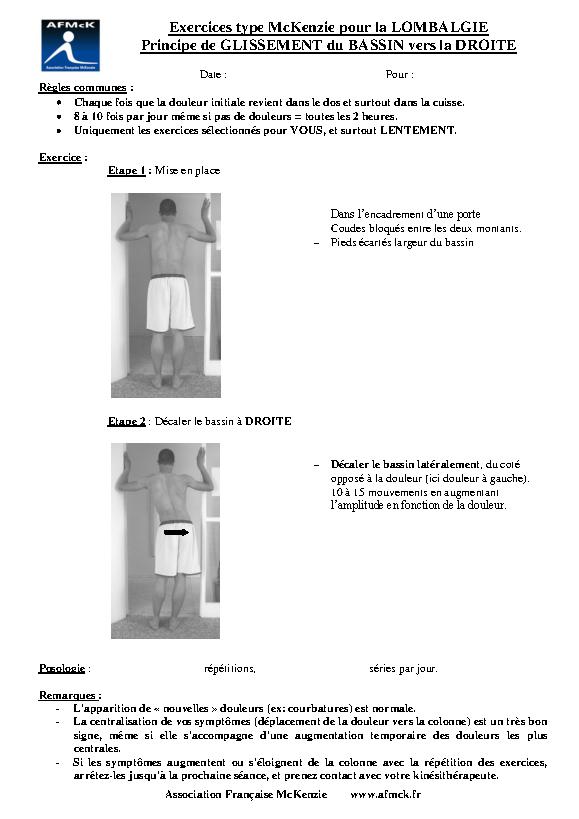 AFMcK
Association Française McKenzie
Exercices type McKenzie pour la LOMBALGIE
Principe de GLISSEMENT du BASSIN vers la DROITE
Date : Pour :
Règles communes :
• Chaque fois que la douleur initiale revient dans le dos et surtout dans la cuisse.
• 8 à 10 fois par jour même si pas de douleurs = toutes les 2 heures.
• Uniquement les exercices sélectionnés pour VOUS, et surtout LENTEMENT.
Exercice :
Etape 1 : Mise en place
Dans l’encadrement d’une porte
Coudes bloqués entre les deux montants.
– Pieds écartés largeur du bassin
Etape 2 : Décaler le bassin à DROITE
– Décaler le bassin latéralement, du coté
opposé à la douleur (ici douleur à gauche).
10 à 15 mouvements en augmentant
l’amplitude en fonction de la douleur.
Posologie : répétitions, séries par jour.
Remarques :
- L’apparition de « nouvelles » douleurs (ex: courbatures) est normale.
- La centralisation de vos symptômes (déplacement de la douleur vers la colonne) est un très bon
signe, même si elle s’accompagne d’une augmentation temporaire des douleurs les plus
centrales.
- Si les symptômes augmentent ou s’éloignent de la colonne avec la répétition des exercices,
arrêtez-les jusqu’à la prochaine séance, et prenez contact avec votre kinésithérapeute.
Association Française McKenzie www.afmck.fr